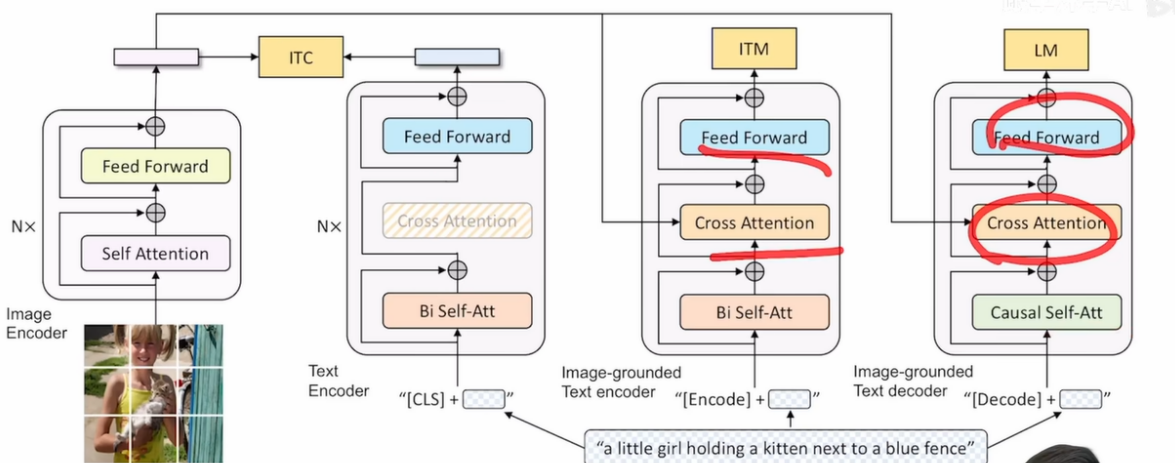 ITC
ITM
LM
Feed Forward
Self Attention
N×
Image
Encoder
Feed Forward
Cross Attention
Bi Self-Att
N×
Text
Encoder
"[CLS] + "
Feed Forward
Cross Attention
Bi Self-Att
Image-grounded
Text encoder
"[Encode] + "
Feed Forward
Cross Attention
Causal Self-Att
Image-grounded
Text decoder
"[Decode] + "
"a little girl holding a kitten next to a blue fence"